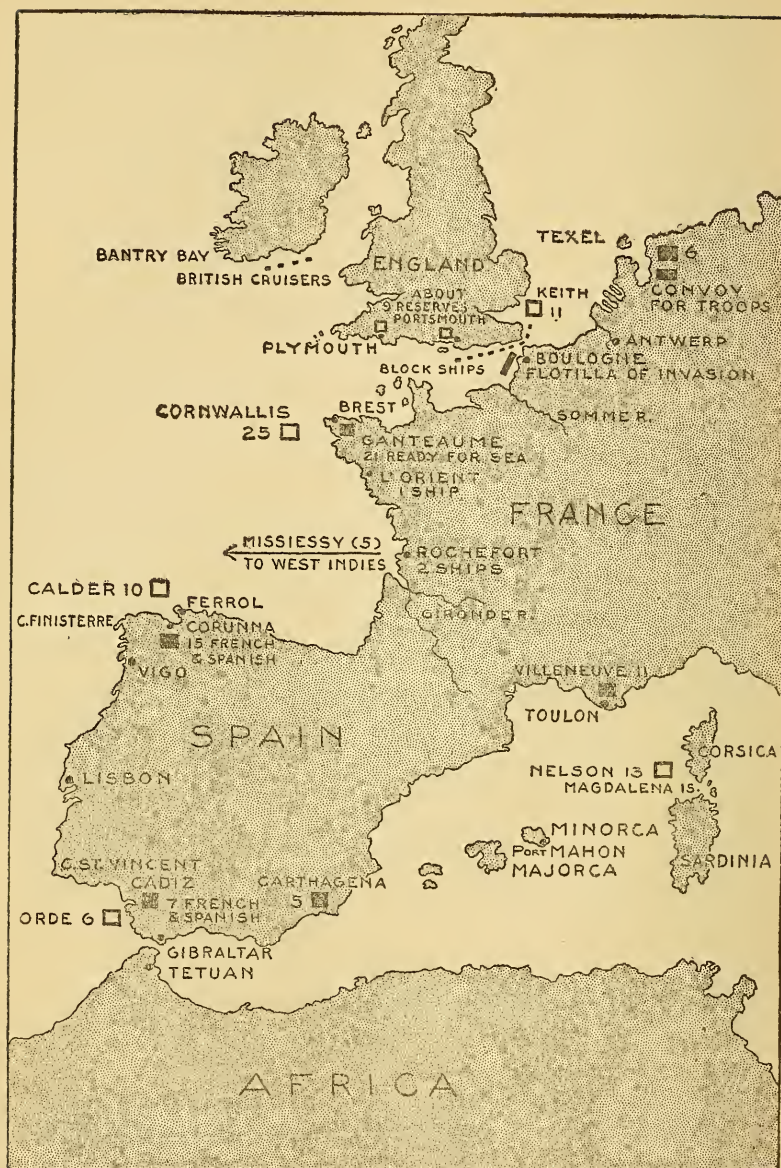 BANTRY BAY
BRITISH CRUISERS
ENGLAND
ABOUT
9 RESERVES
PORTSMOUTH
PLYMOUTH
BLOCK SHIPS
KEITH
11
TEXEL
6
CONVOY
FOR TROOPS
ANTWERP
BOULOGNE
FLOTILLA OF INVASION
SOMME R.
CORNWALLIS
25
BREST
GANTEAUME
21 READY FOR SEA
L'ORIENT
1 SHIP
FRANCE
MISSIESSY (5)
TO WEST INDIES
ROCHEFORT
2 SHIPS
GIRONDE R.
CALDER 10
FERROL
C. FINISTERRE
CORUNNA
15 FRENCH
& SPANISH
VIGO
VILLENEUVE 11
TOULON
SPAIN
CORSICA
NELSON 13
MAGDALENA IS.
LISBON
MINORCA
PORT MAHON
MAJORCA
SARDINIA
C. ST. VINCENT
CADIZ
7 FRENCH
& SPANISH
CARTHAGENA
5
ORDE 6
GIBRALTAR
TETUAN
AFRICA